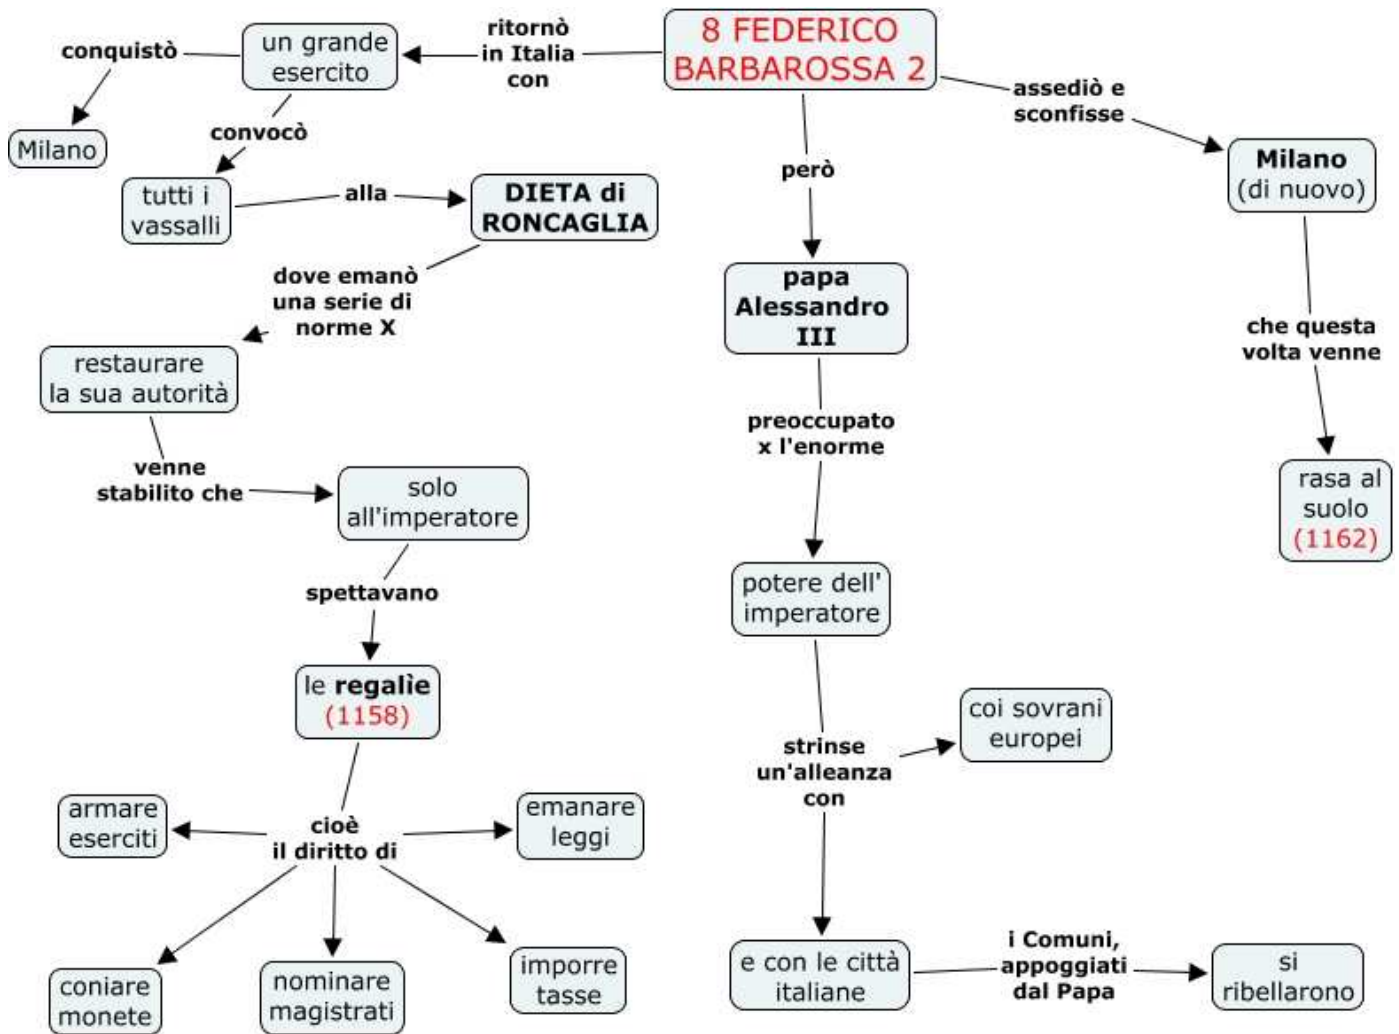 8 FEDERICO
BARBAROSSA 2
ritornò
in Italia
con
un grande
esercito
conquistò
Milano
convocò
tutti i
vassalli
alla
DIETA di
RONCAGLIA
dove emanò
una serie di
norme X
restaurare
la sua autorità
venne
stabilito che
solo
all'imperatore
spettavano
le regalìe
(1158)
cioè
il diritto di
armare
eserciti
coniare
monete
nominare
magistrati
imporre
tasse
emanare
leggi
però
papa
Alessandro
III
preoccupato
x l'enorme
potere dell'
imperatore
strinse
un'alleanza
con
coi sovrani
europei
e con le città
italiane
i Comuni,
appoggiati
dal Papa
si
ribellarono
assediò e
sconfisse
Milano
(di nuovo)
che questa
volta venne
rasa al
suolo
(1162)